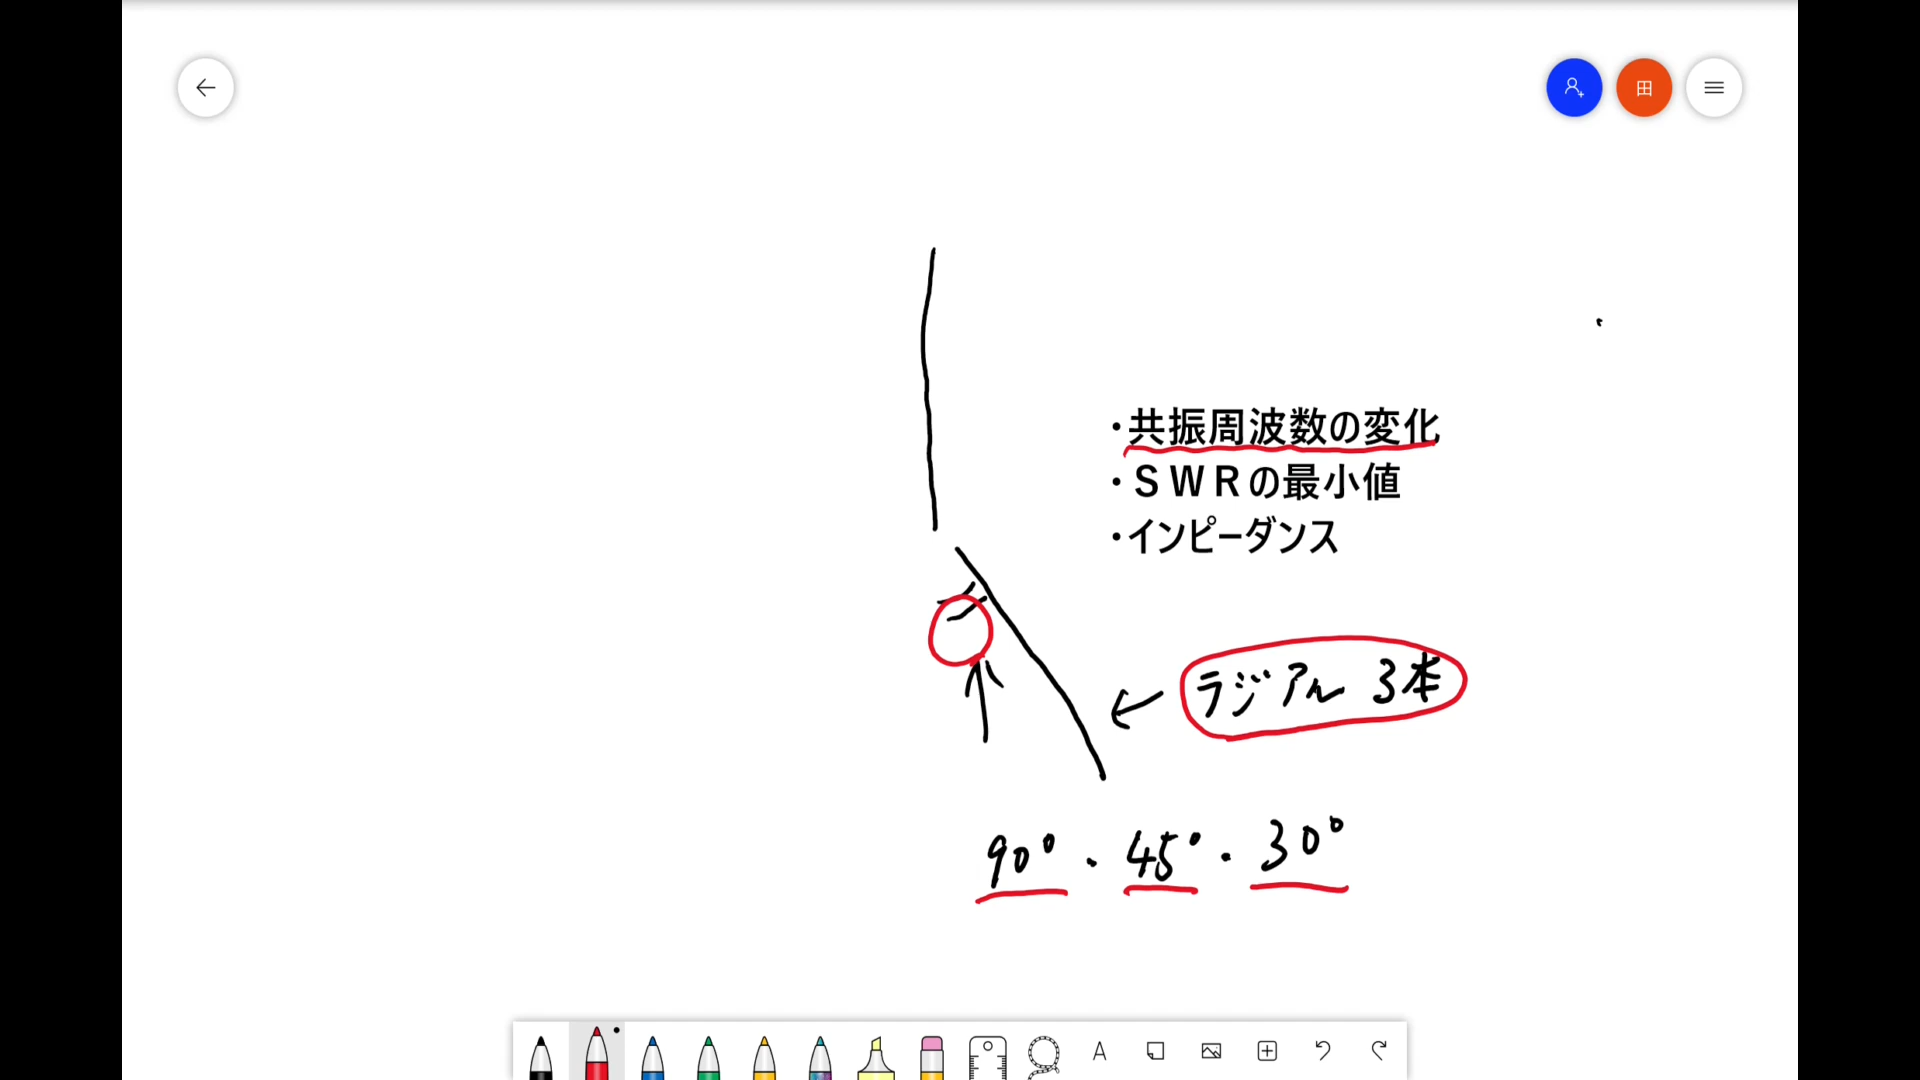 田
・共振周波数の変化
・ＳＷＲの最小値
・インピーダンス
ラジアル 3本
90°・45°・30°
A